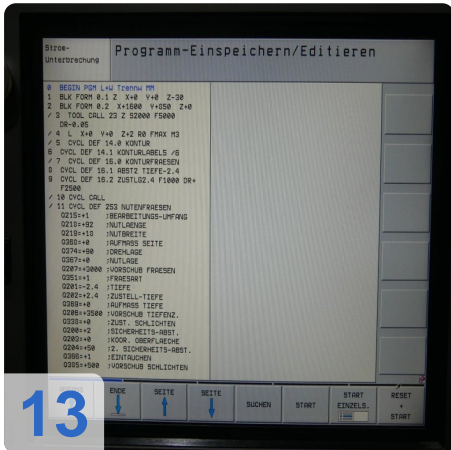 Strom-
Unterbrechung
Programm-Einspeichern/Editieren
0 BEGIN PGM L+W Trennw MM
1 BLK FORM 0.1 Z X+0 Y+0 Z-30
2 BLK FORM 0.2 X+1600 Y+050 Z+0
/ 3 TOOL CALL 23 Z S2000 F5000
DR-0.05
/ 4 L X+0 Y+0 Z+2 R0 FMAX M3
/ 5 CYCL DEF 14.0 KONTUR
6 CYCL DEF 14.1 KONTURLABEL5 /6
/ 7 CYCL DEF 16.0 KONTURFRAESEN
8 CYCL DEF 16.1 ABST2 TIEFE-2.4
9 CYCL DEF 16.2 ZUSTLG2.4 F1000 DR+
F2500
/ 10 CYCL CALL
/ 11 CYCL DEF 253 NUTENFRAESEN
Q215=+1 ;BEARBEITUNGS-UMFANG
Q218=+92 ;NUTLAENGE
Q219=+10 ;NUTBREITE
Q368=+0 ;AUFMASS SEITE
Q374=+90 ;DREHLAGE
Q367=+0 ;NUTLAGE
Q207=+3000 ;VORSCHUB FRAESEN
Q351=+1 ;FRAESART
Q201=-2.4 ;TIEFE
Q202=+2.4 ;ZUSTELL-TIEFE
Q369=+0 ;AUFMASS TIEFE
Q206=+3500 ;VORSCHUB TIEFENZ.
Q338=+0 ;ZUST. SCHLICHTEN
Q200=+2 ;SICHERHEITS-ABST.
Q203=+0 ;KOOR. OBERFLAECHE
Q204=+50 ;2. SICHERHEITS-ABST.
Q366=+1 ;EINTAUCHEN
Q385=+500 ;VORSCHUB SCHLICHTEN
ENDE
SEITE
SEITE
SUCHEN
START
START
EINZELS.
RESET
+
START
13